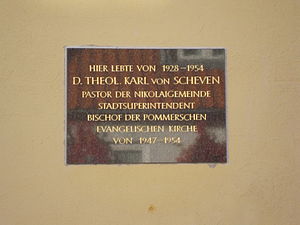 HIER LEBTE VON 1928–1954
D. THEOL. KARL VON SCHEVEN
PASTOR DER NIKOLAIGEMEINDE
STADTSUPERINTENDENT
BISCHOF DER POMMERSCHEN
EVANGELISCHEN KIRCHE
VON 1947–1954